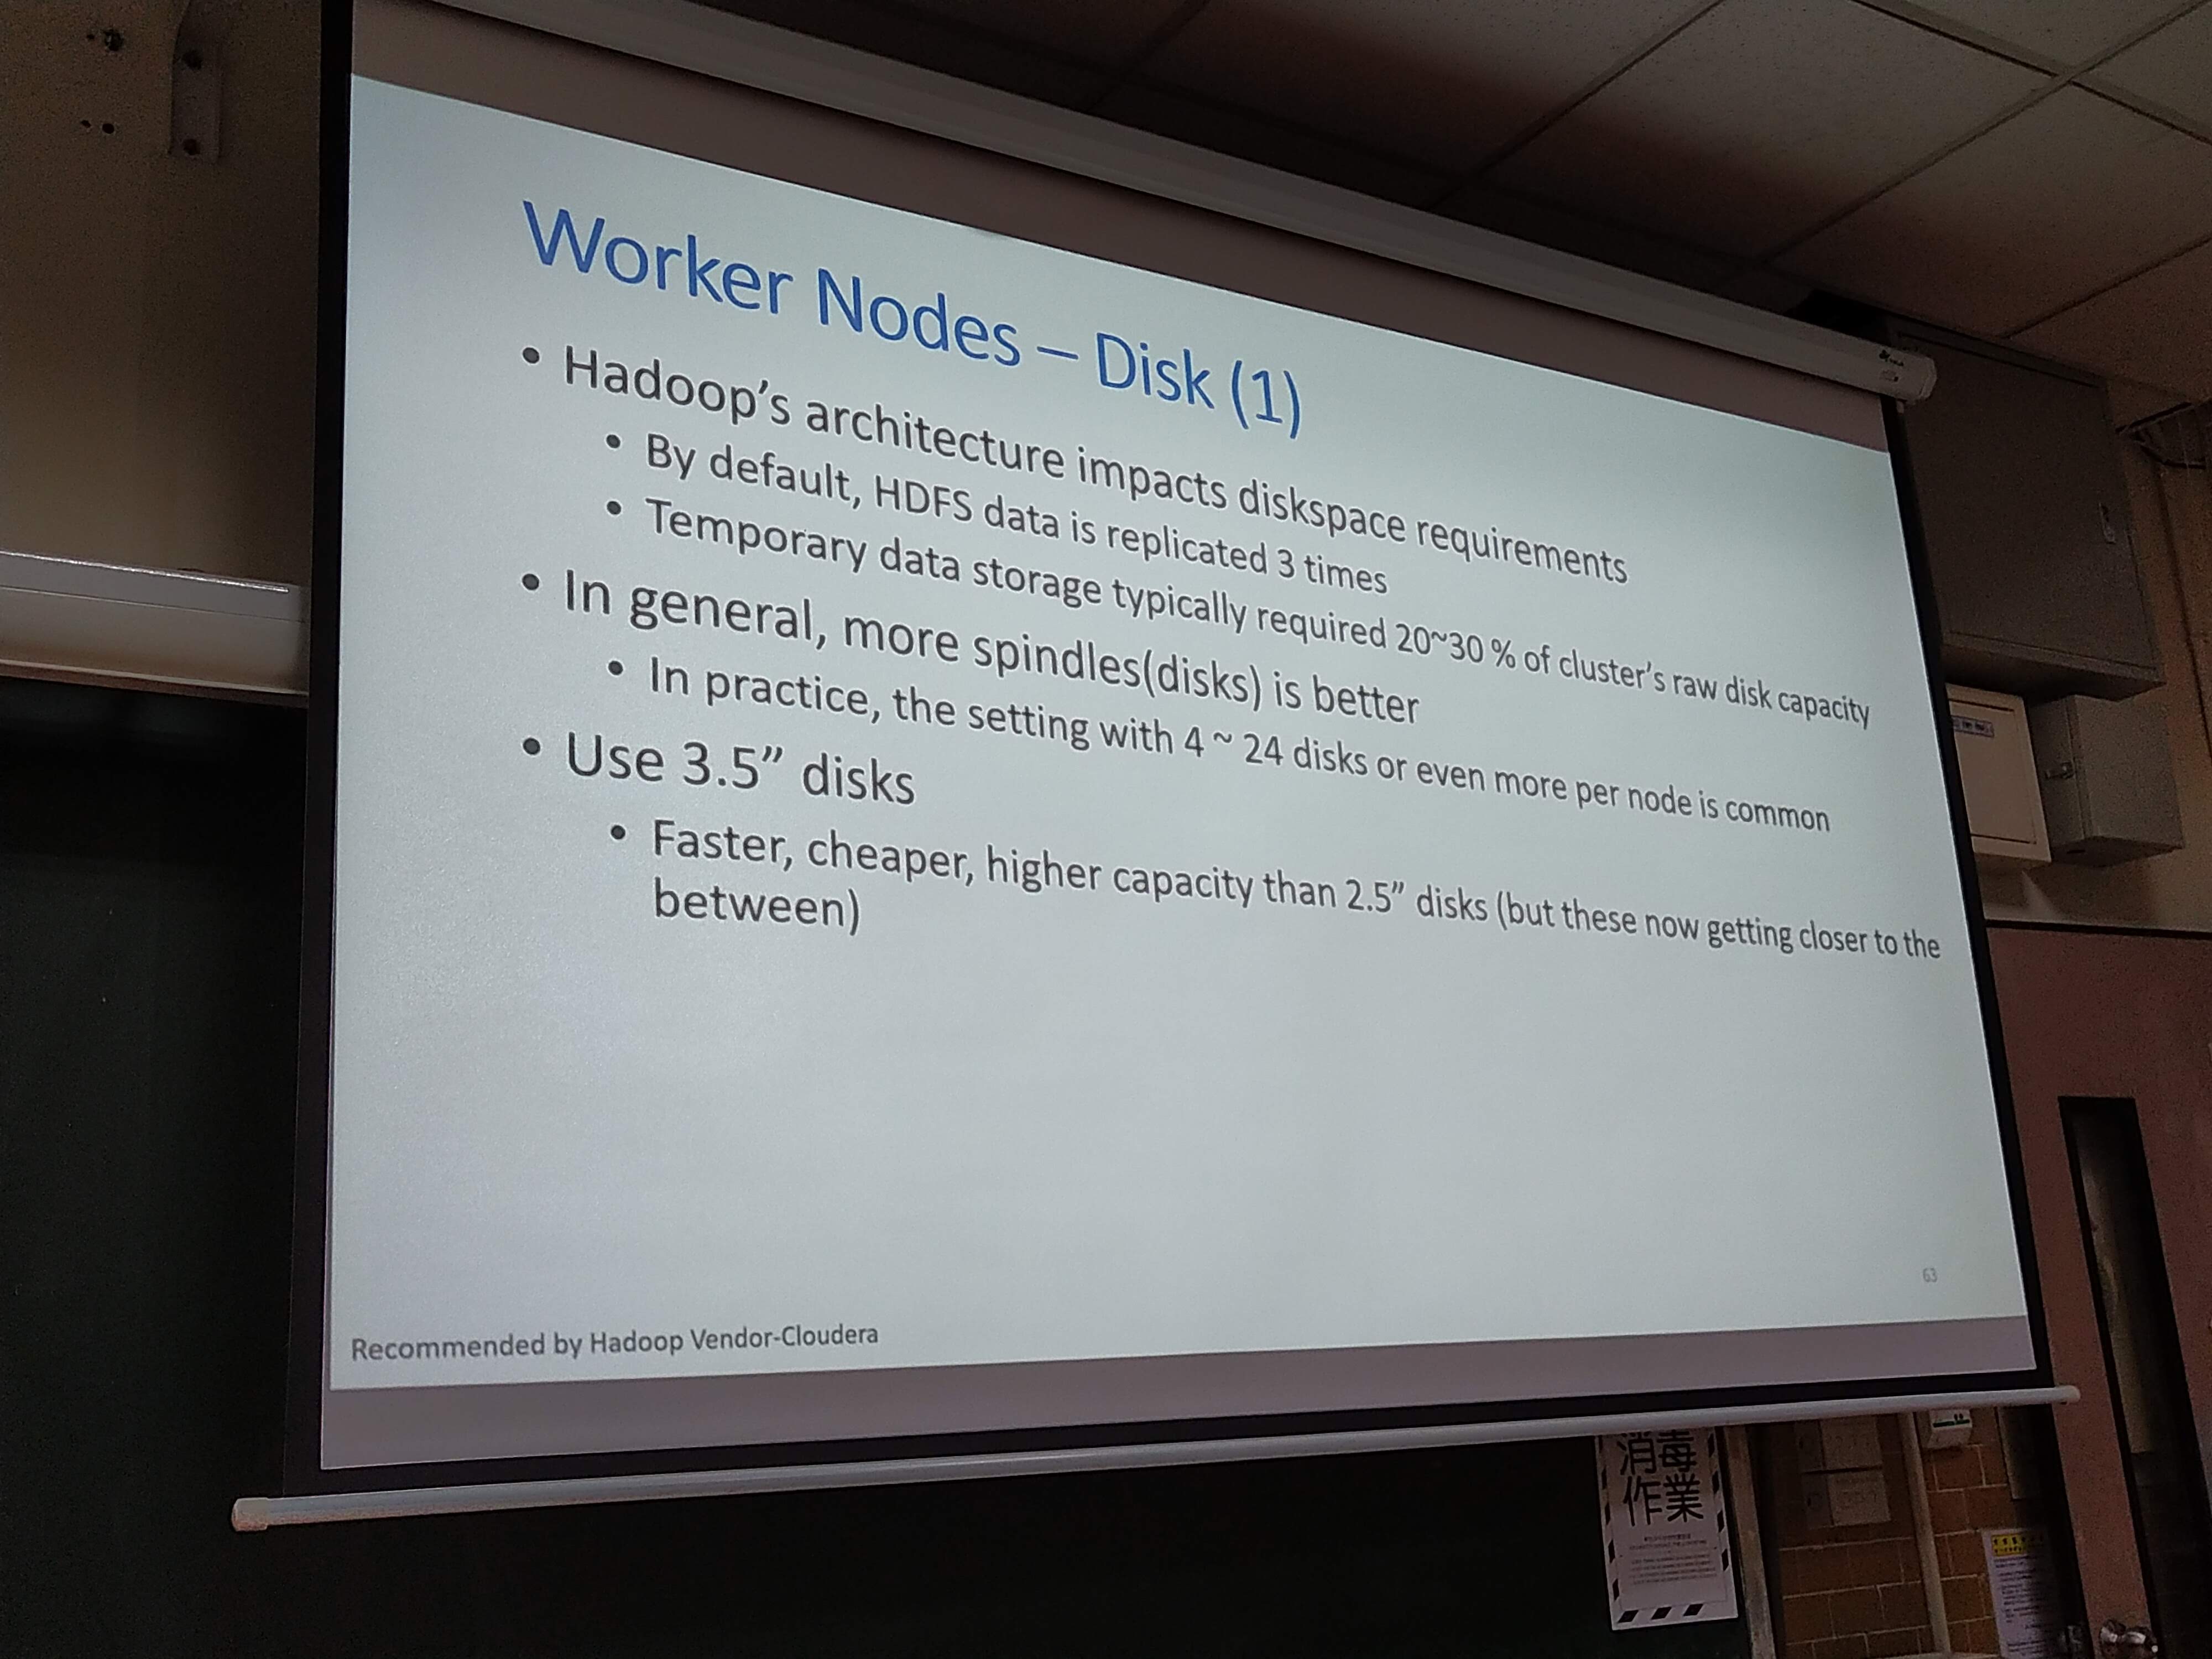 Worker Nodes – Disk (1)
• Hadoop's architecture impacts diskspace requirements
• By default, HDFS data is replicated 3 times
• Temporary data storage typically required 20~30 % of cluster's raw disk capacity
• In general, more spindles(disks) is better
• In practice, the setting with 4 ~ 24 disks or even more per node is common
• Use 3.5” disks
• Faster, cheaper, higher capacity than 2.5” disks (but these now getting closer to the
between)
63
Recommended by Hadoop Vendor-Cloudera
消毒
作業